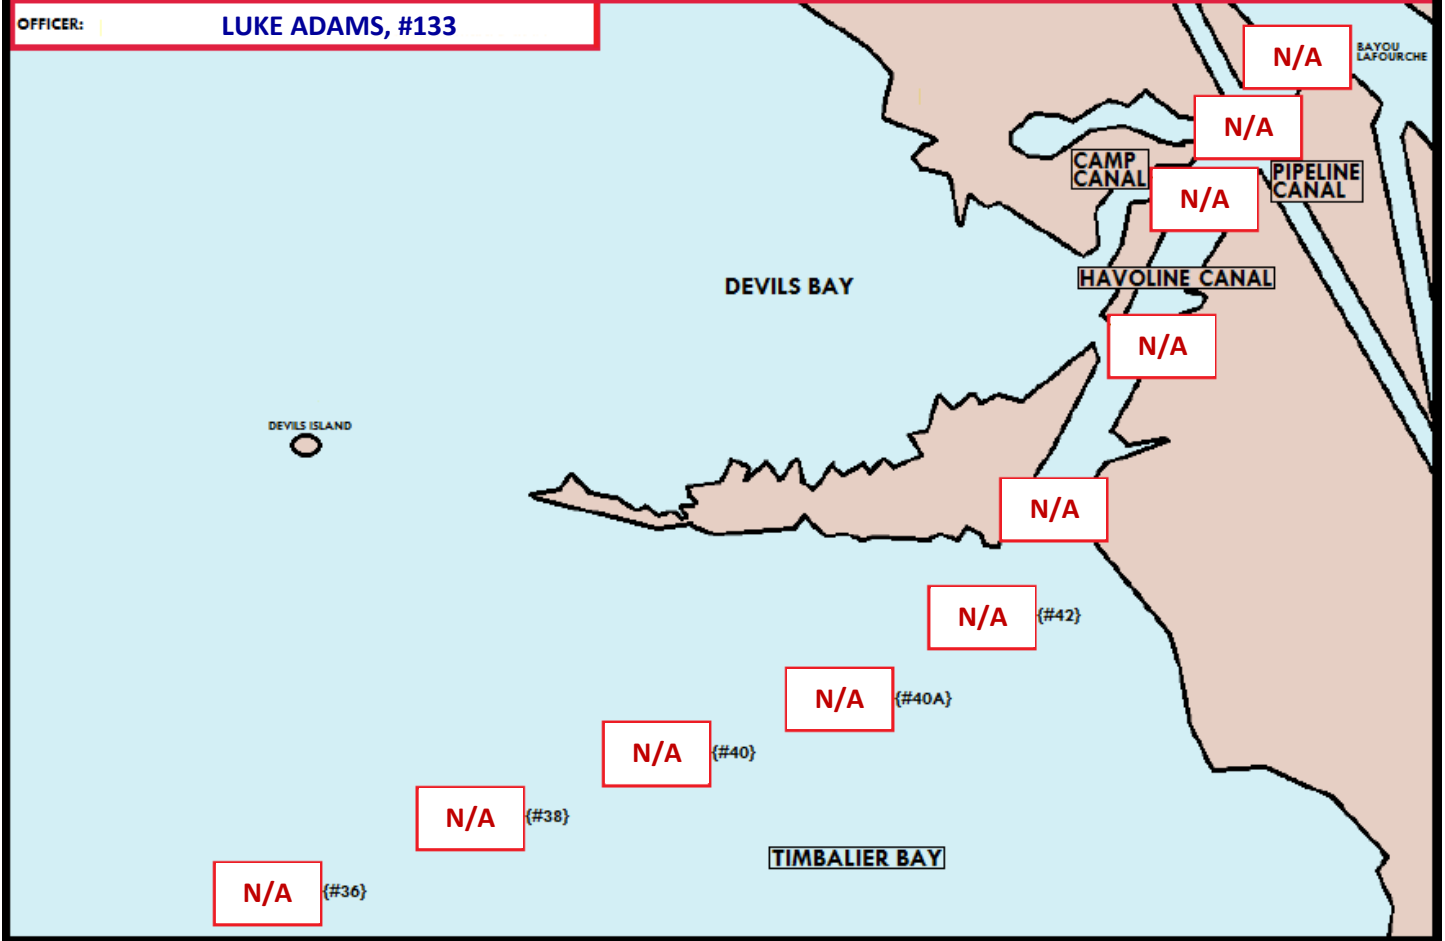 OFFICER: LUKE ADAMS, #133
N/A
BAYOU
LAFOURCHE
N/A
CAMP
CANAL
PIPELINE
CANAL
N/A
HAVOLINE CANAL
DEVILS BAY
N/A
DEVILS ISLAND
N/A
N/A {#42}
N/A {#40A}
N/A {#40}
N/A {#38}
TIMBALIER BAY
N/A {#36}